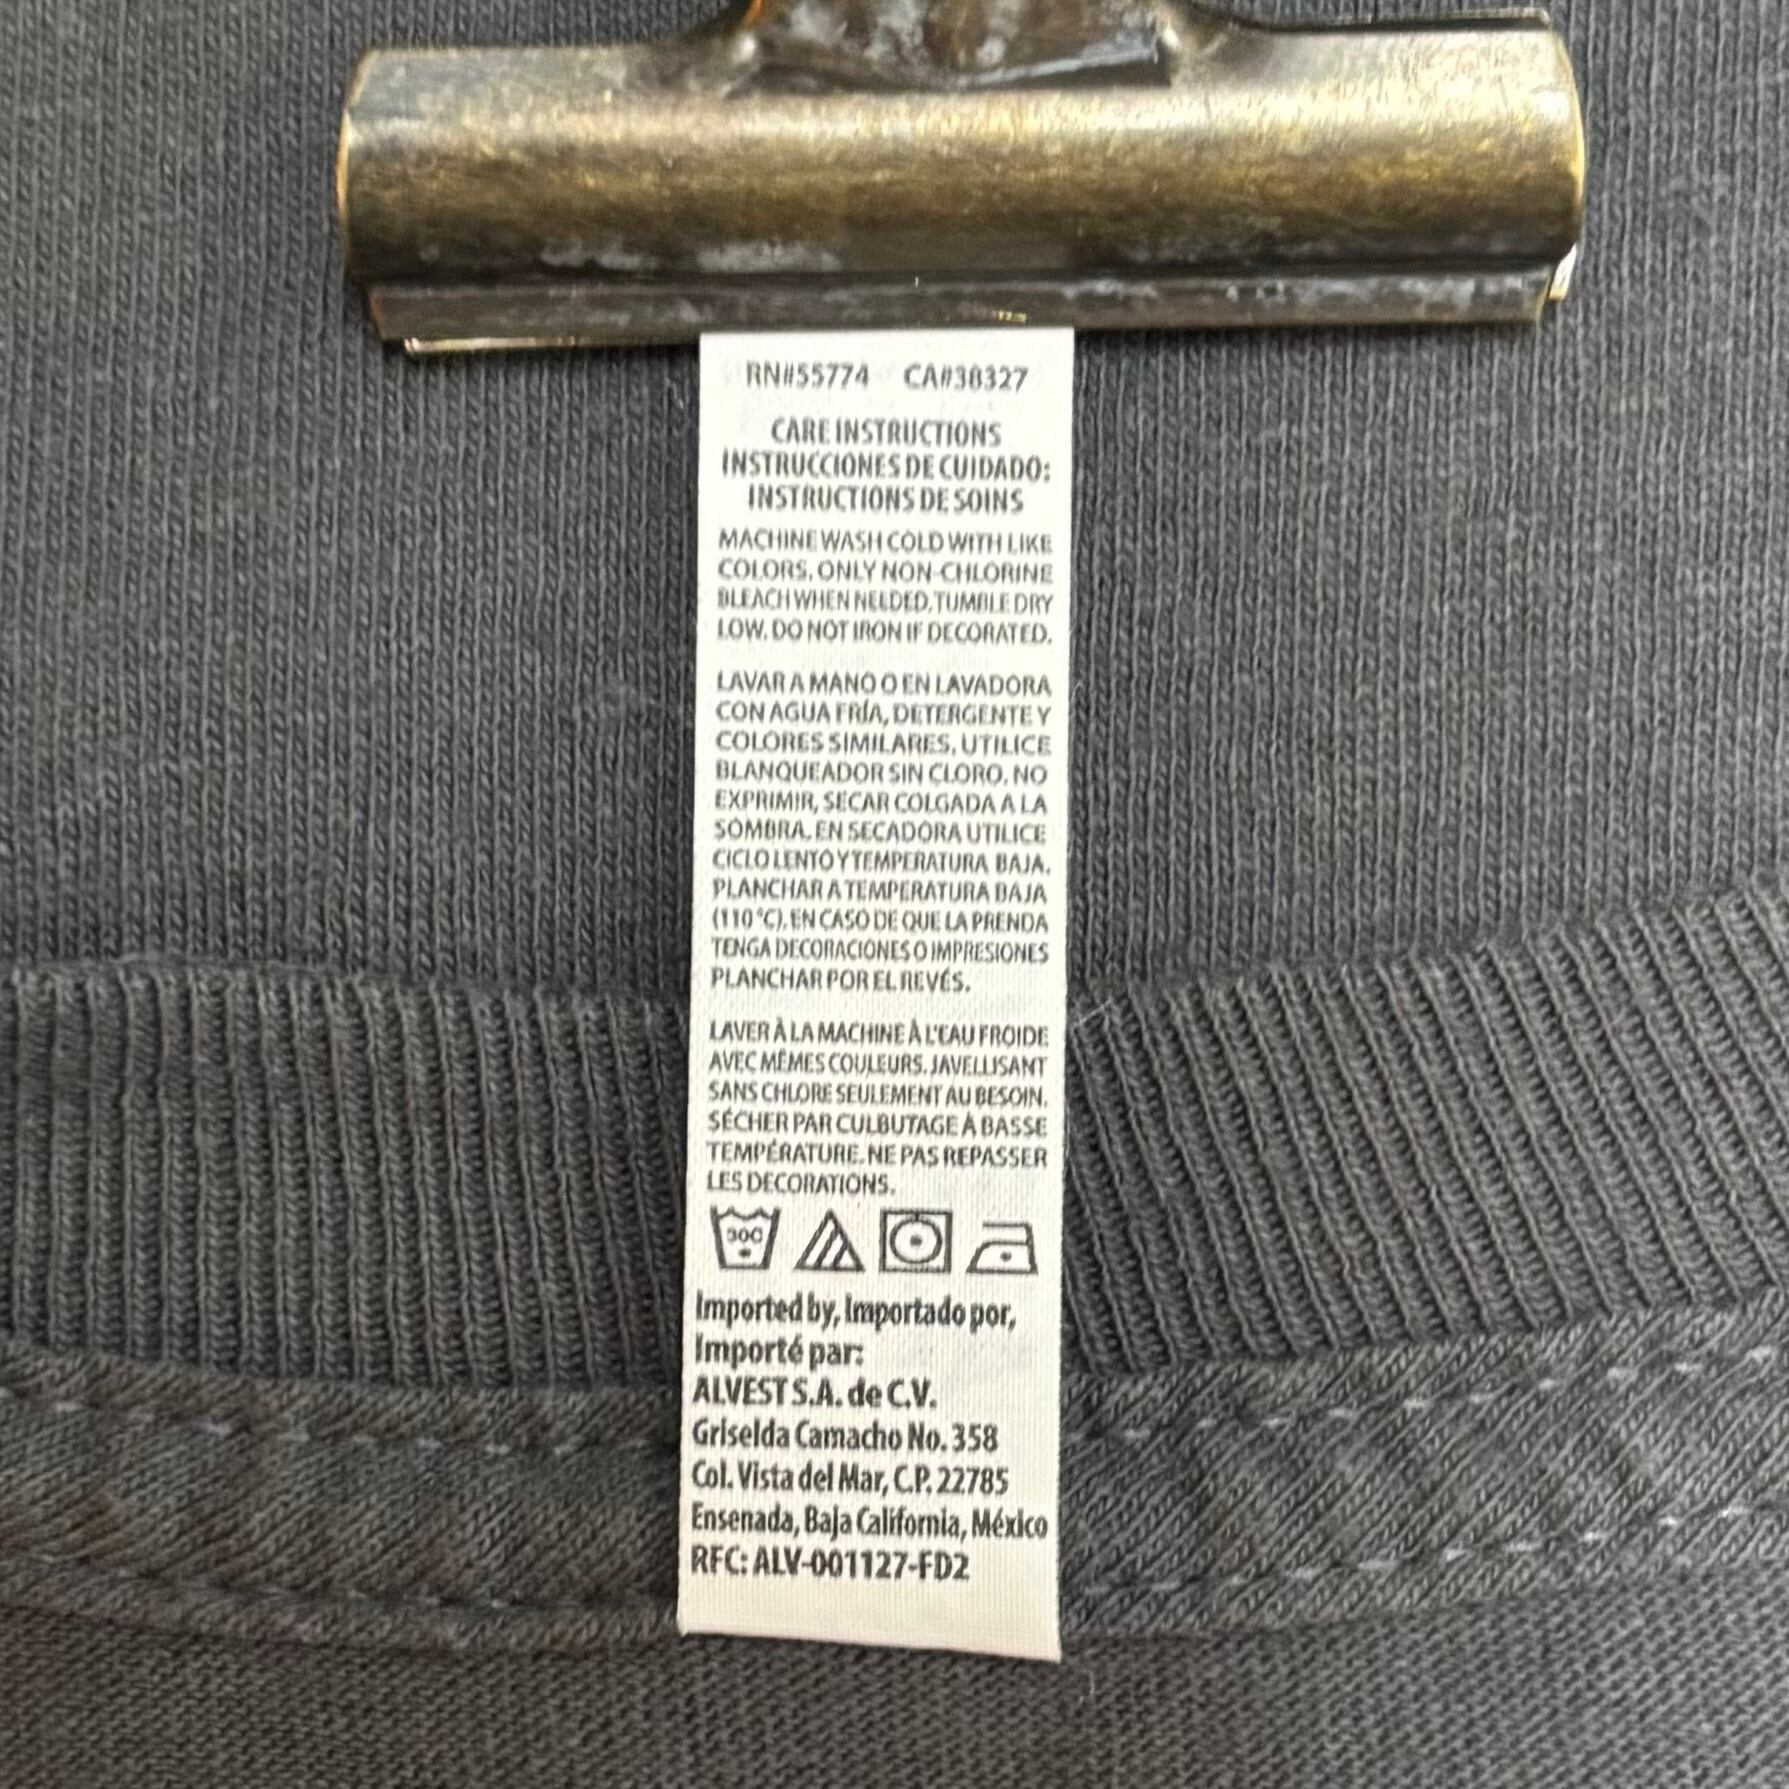 RN#55774 CA#38327
CARE INSTRUCTIONS
INSTRUCCIONES DE CUIDADO:
INSTRUCTIONS DE SOINS
MACHINE WASH COLD WITH LIKE
COLORS. ONLY NON-CHLORINE
BLEACH WHEN NEEDED. TUMBLE DRY
LOW. DO NOT IRON IF DECORATED.
LAVAR A MANO O EN LAVADORA
CON AGUA FRÍA, DETERGENTE Y
COLORES SIMILARES. UTILICE
BLANQUEADOR SIN CLORO. NO
EXPRIMIR, SECAR COLGADA A LA
SOMBRA. EN SECADORA UTILICE
CICLO LENTO Y TEMPERATURA BAJA.
PLANCHAR A TEMPERATURA BAJA
(110 °C). EN CASO DE QUE LA PRENDA
TENGA DECORACIONES O IMPRESIONES
PLANCHAR POR EL REVÉS.
LAVER À LA MACHINE À L'EAU FROIDE
AVEC MÊMES COULEURS. JAVELLISANT
SANS CHLORE SEULEMENT AU BESOIN.
SÉCHER PAR CULBUTAGE À BASSE
TEMPÉRATURE. NE PAS REPASSER
LES DECORATIONS.
30C
Imported by, Importado por,
Importé par:
ALVEST S.A. de C.V.
Griselda Camacho No. 358
Col. Vista del Mar, C.P. 22785
Ensenada, Baja California, México
RFC: ALV-001127-FD2